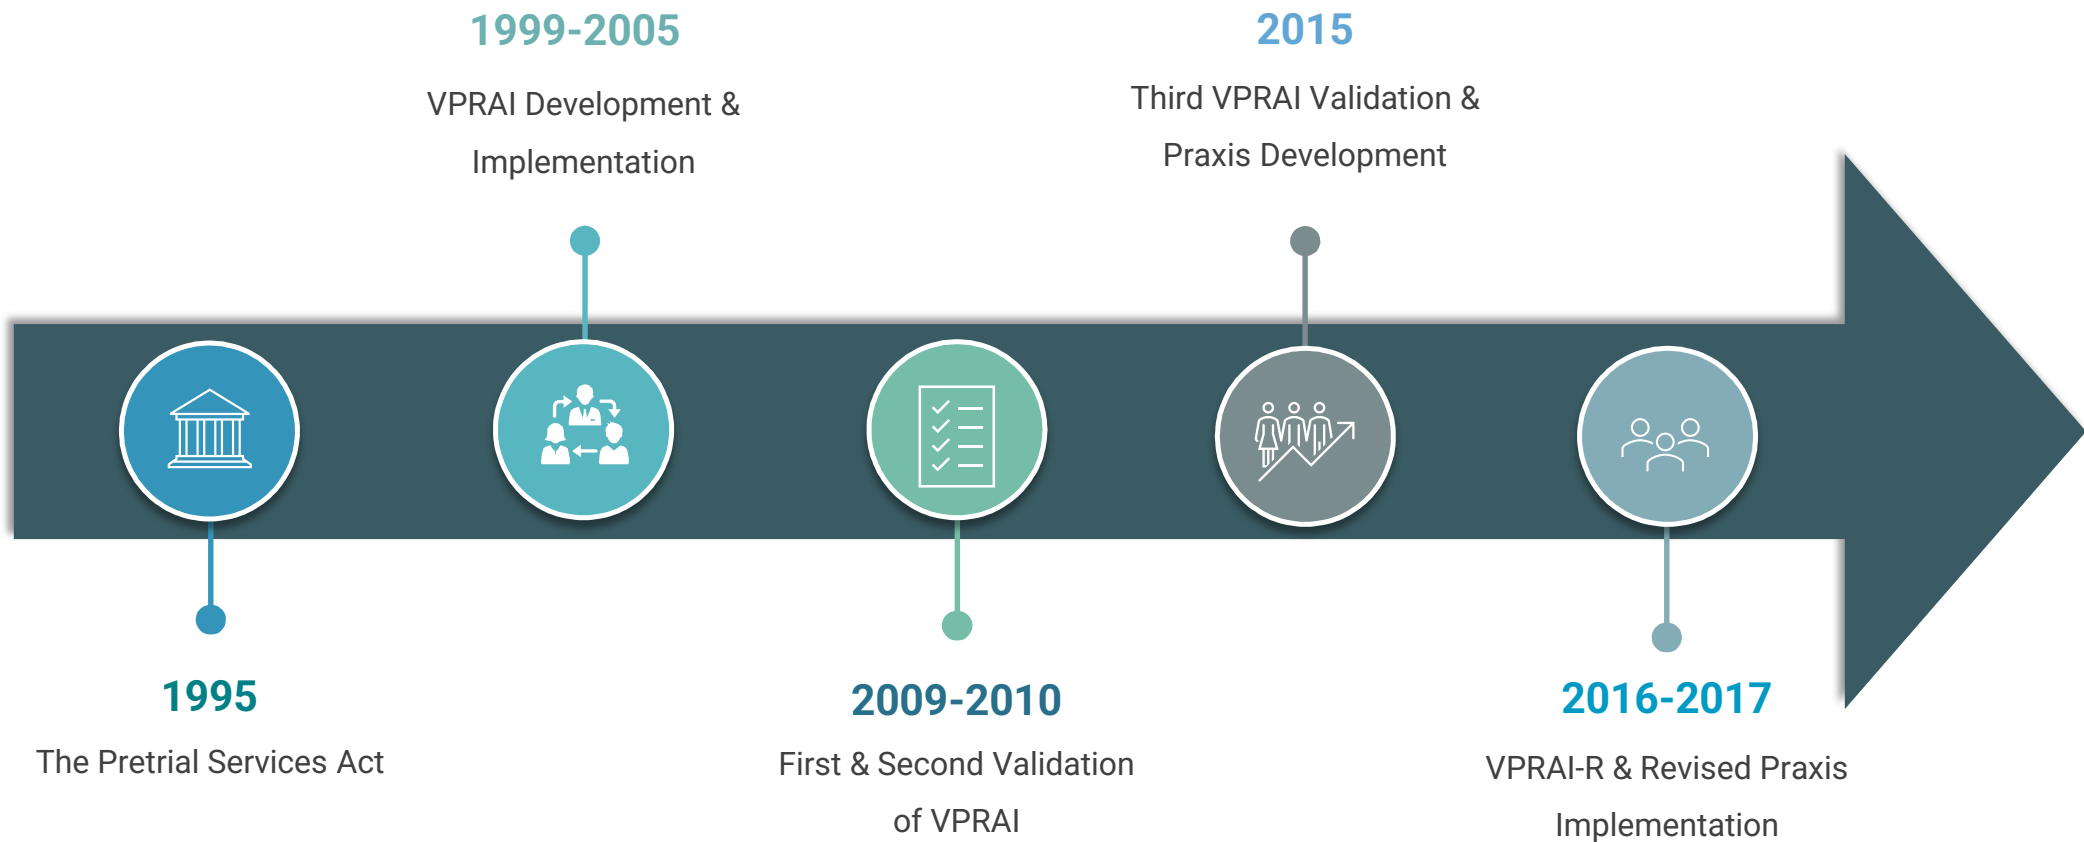 1999-2005
VPRAI Development &
Implementation
2015
Third VPRAI Validation &
Praxis Development
1995
The Pretrial Services Act
2009-2010
First & Second Validation
of VPRAI
2016-2017
VPRAI-R & Revised Praxis
Implementation